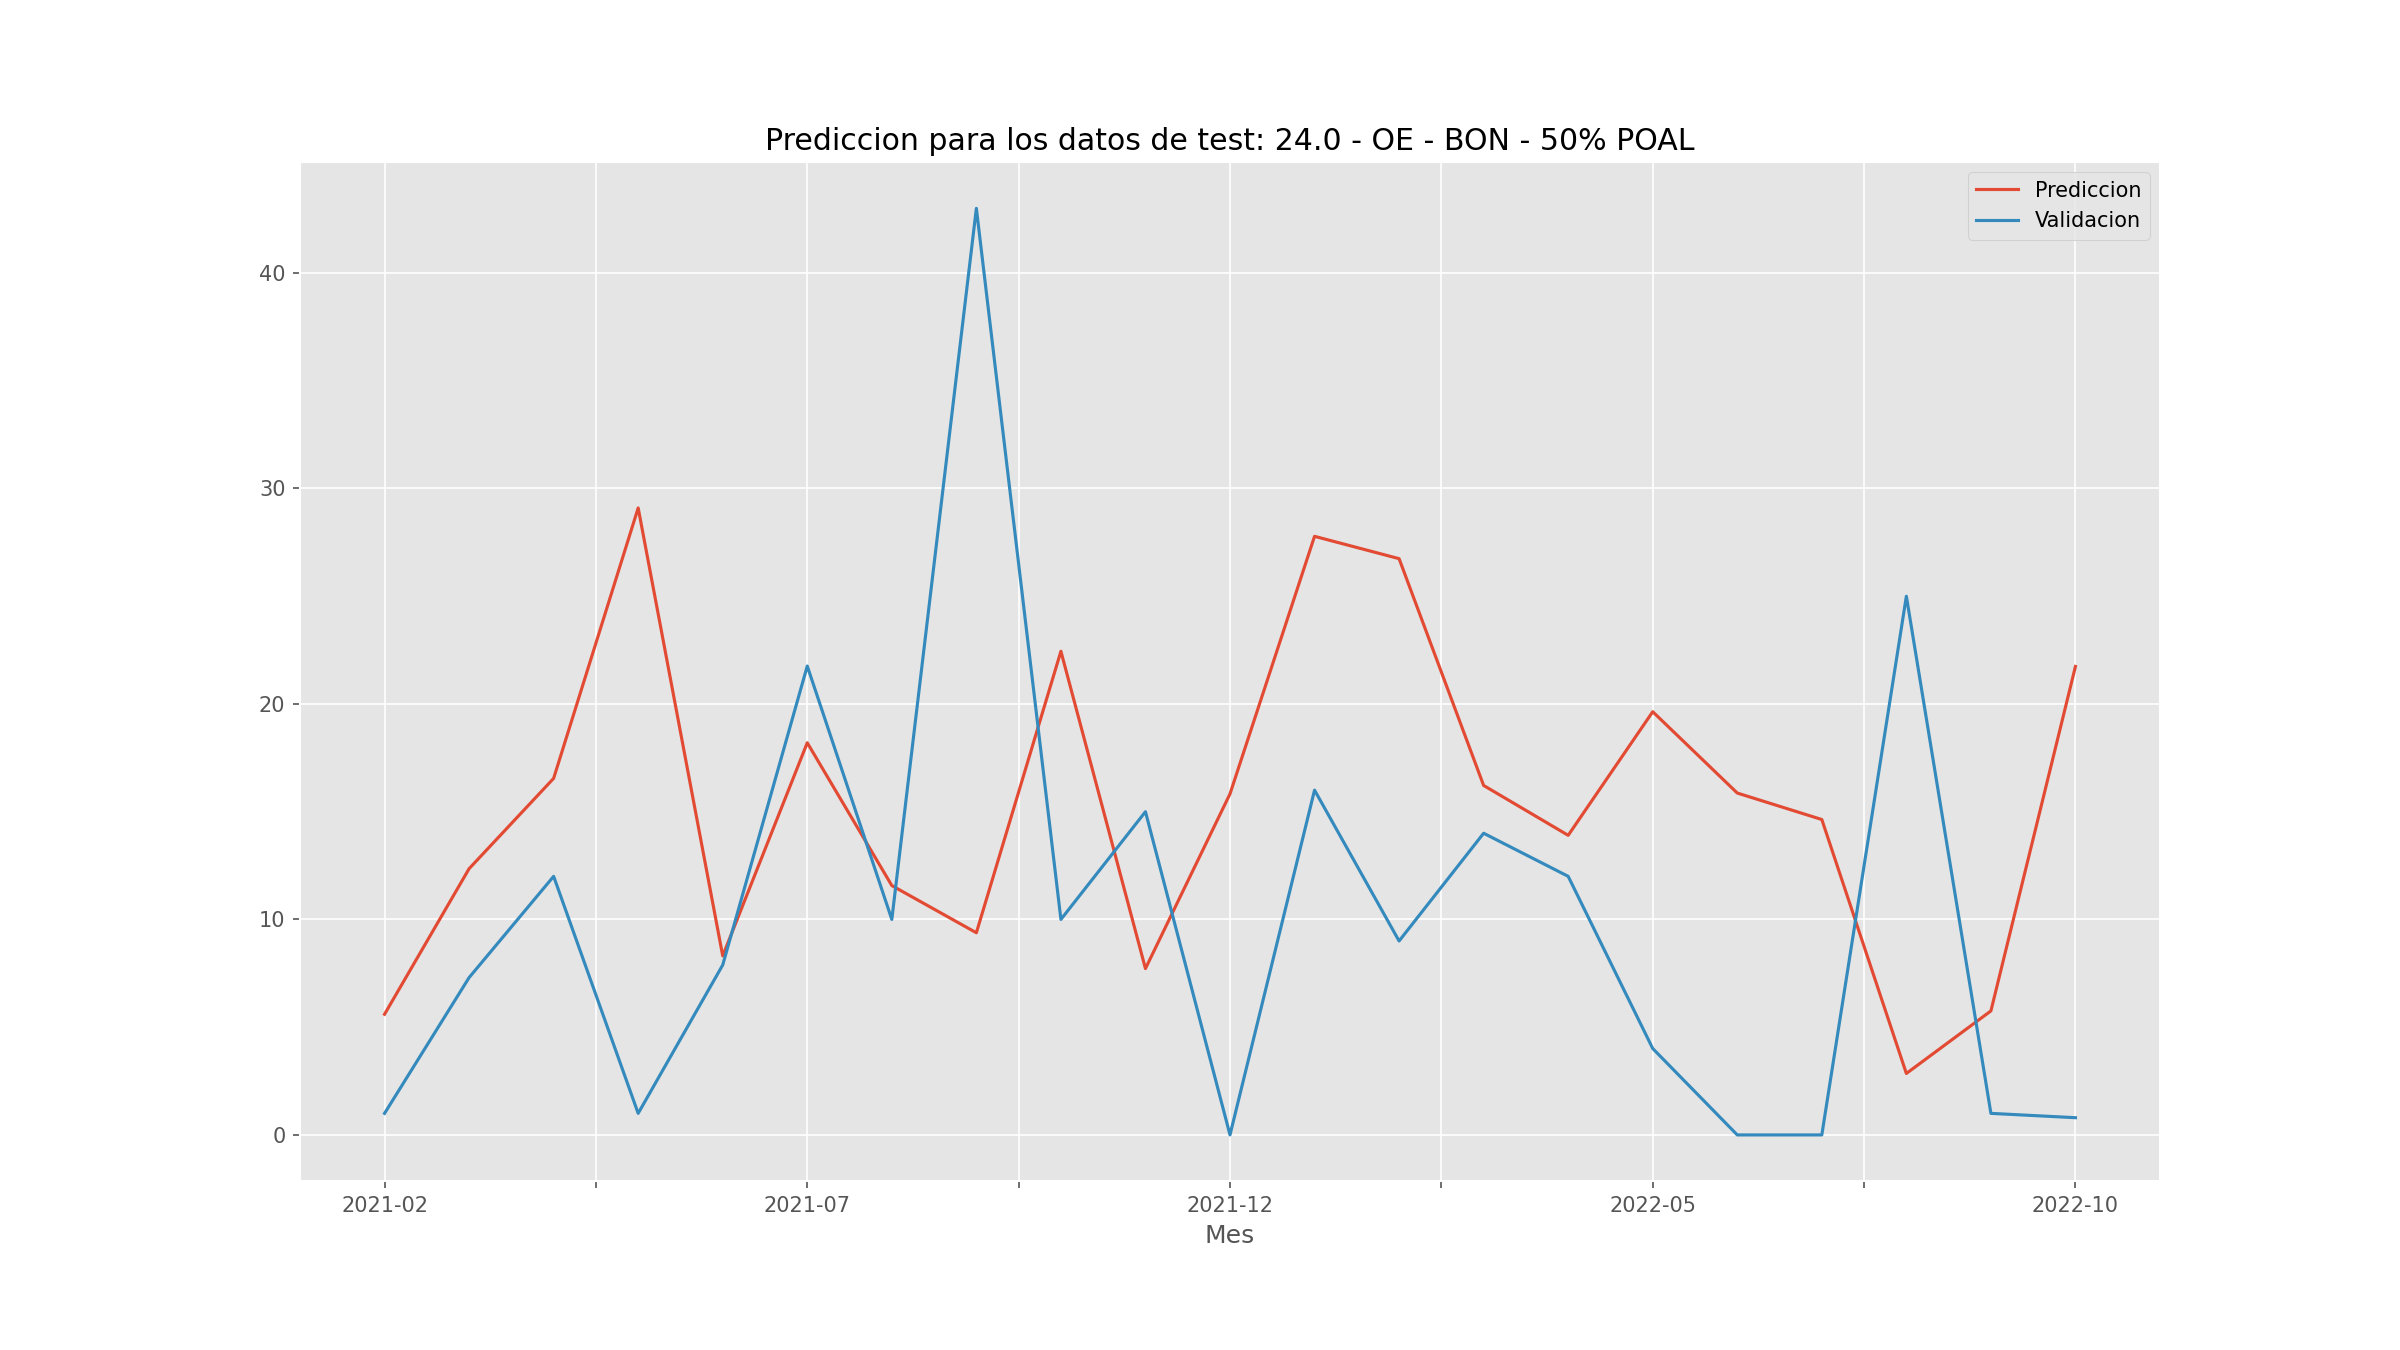 Prediccion para los datos de test: 24.0 - OE - BON - 50% POAL
Prediccion
Validacion
40
30
20
10
0
2021-02 2021-07 2021-12 2022-05 2022-10
Mes